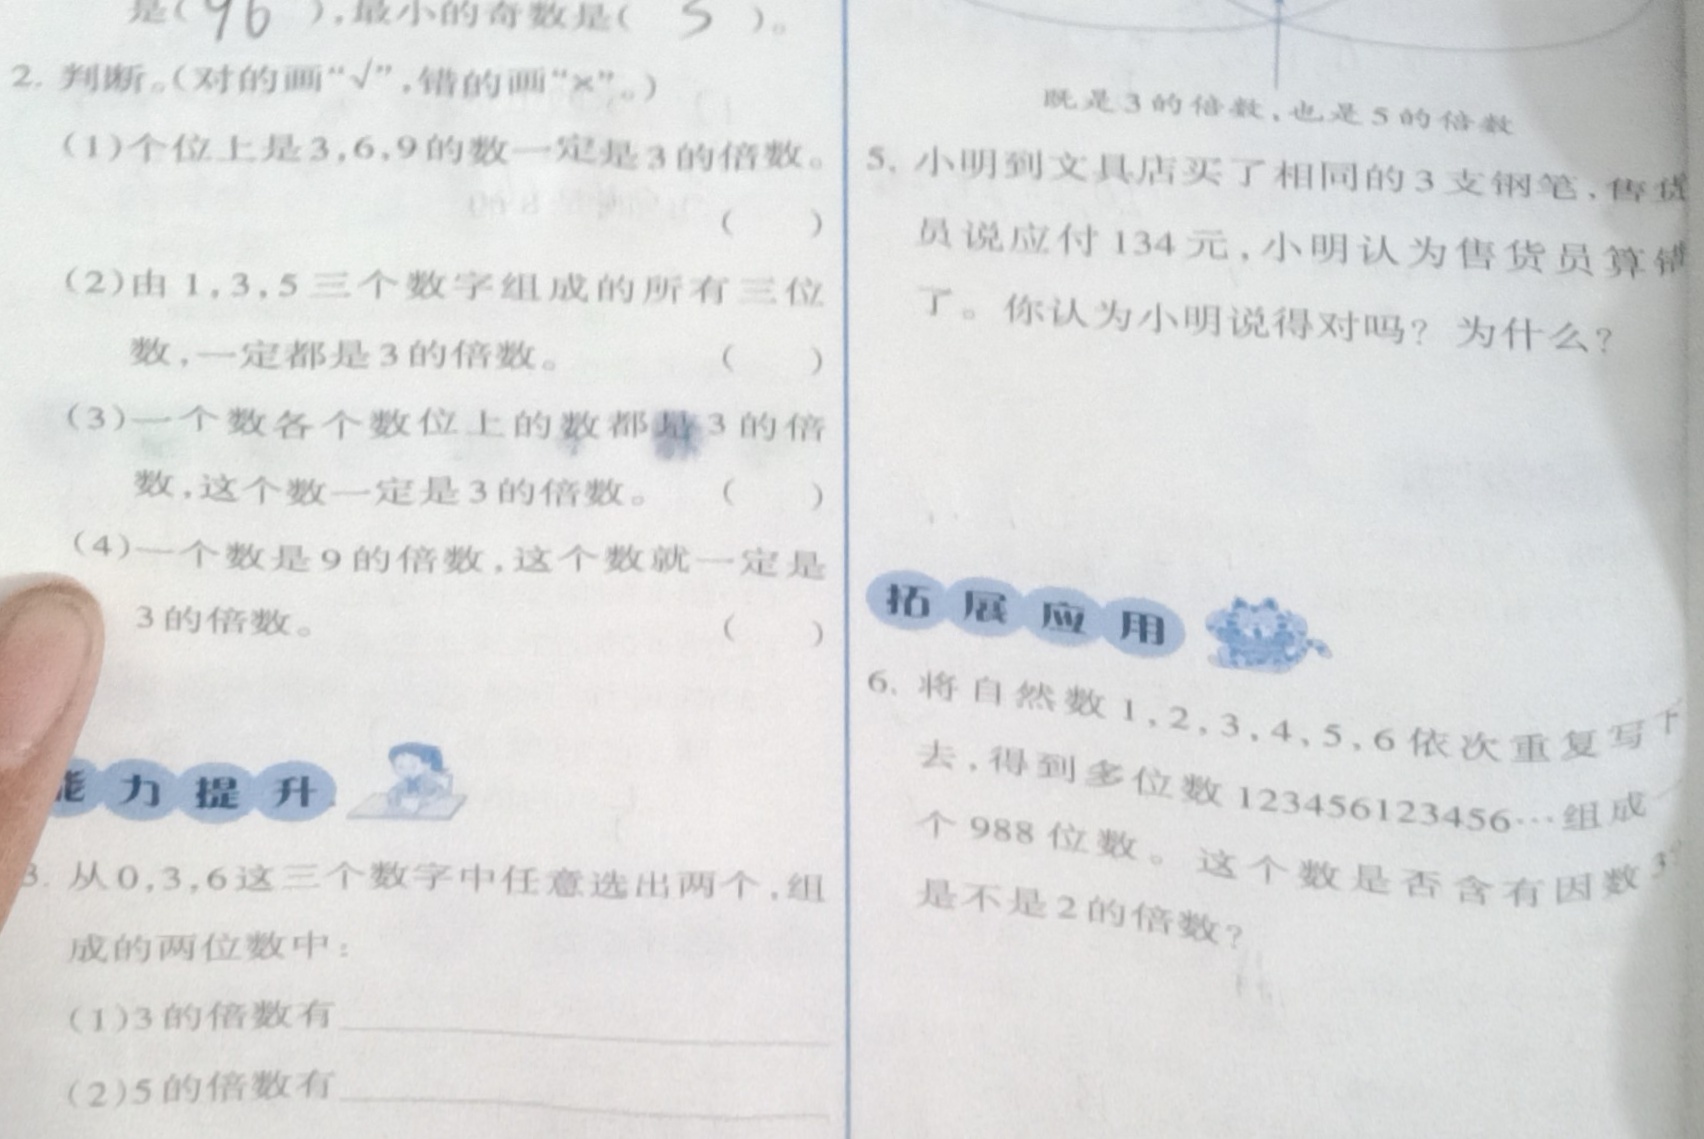 是( 96 ),最小的奇数是( 5 )。
2. 判断。(对的画“√”,错的画“×”。)
(1)个位上是3,6,9的数一定是3的倍数。
( )
(2)由1,3,5三个数字组成的所有三位
数,一定都是3的倍数。 ( )
(3)一个数各个数位上的数都是3的倍
数,这个数一定是3的倍数。 ( )
(4)一个数是9的倍数,这个数就一定是
3的倍数。 ( )
能力提升
3. 从0,3,6这三个数字中任意选出两个,组
成的两位数中:
(1)3的倍数有
(2)5的倍数有
既是3的倍数,也是5的倍数
5. 小明到文具店买了相同的3支钢笔,售货
员说应付134元,小明认为售货员算错
了。你认为小明说得对吗?为什么?
拓展应用
6. 将自然数1,2,3,4,5,6依次重复写下
去,得到多位数123456123456…组成一
个988位数。这个数是否含有因数3?
是不是2的倍数?